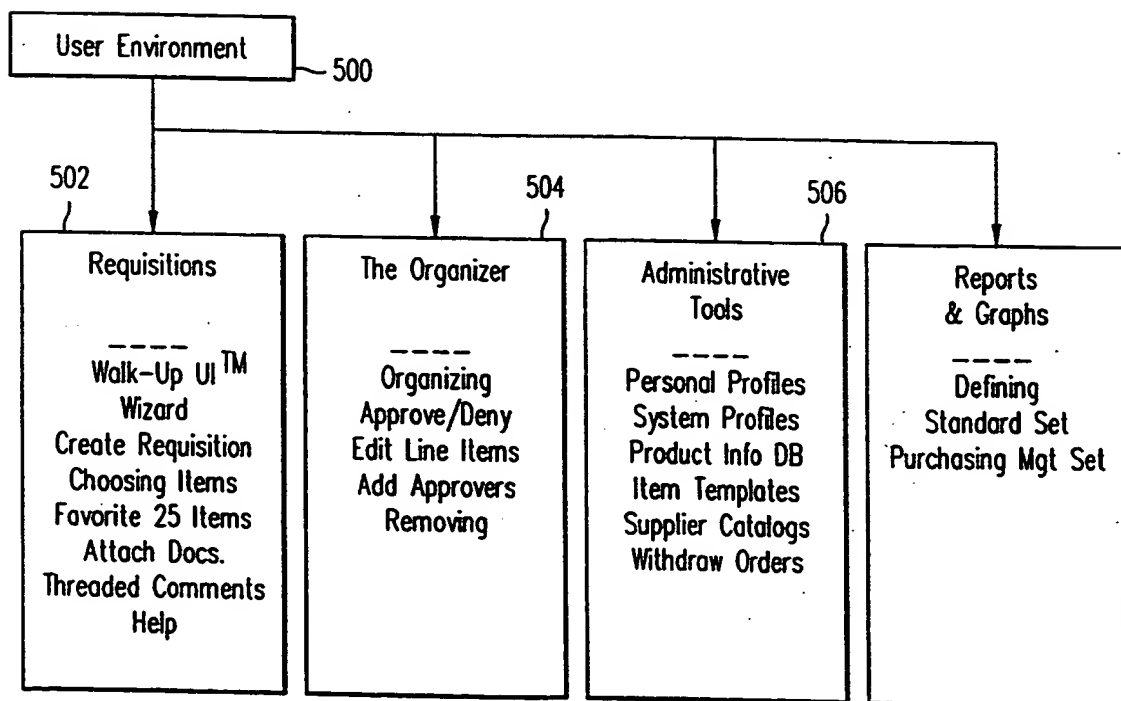 User Environment
500
502
504
506
Requisitions
Walk-Up UI™
Wizard
Create Requisition
Choosing Items
Favorite 25 Items
Attach Docs.
Threaded Comments
Help
The Organizer
Organizing
Approve/Deny
Edit Line Items
Add Approvers
Removing
Administrative
Tools
Personal Profiles
System Profiles
Product Info DB
Item Templates
Supplier Catalogs
Withdraw Orders
Reports
& Graphs
Defining
Standard Set
Purchasing Mgt Set